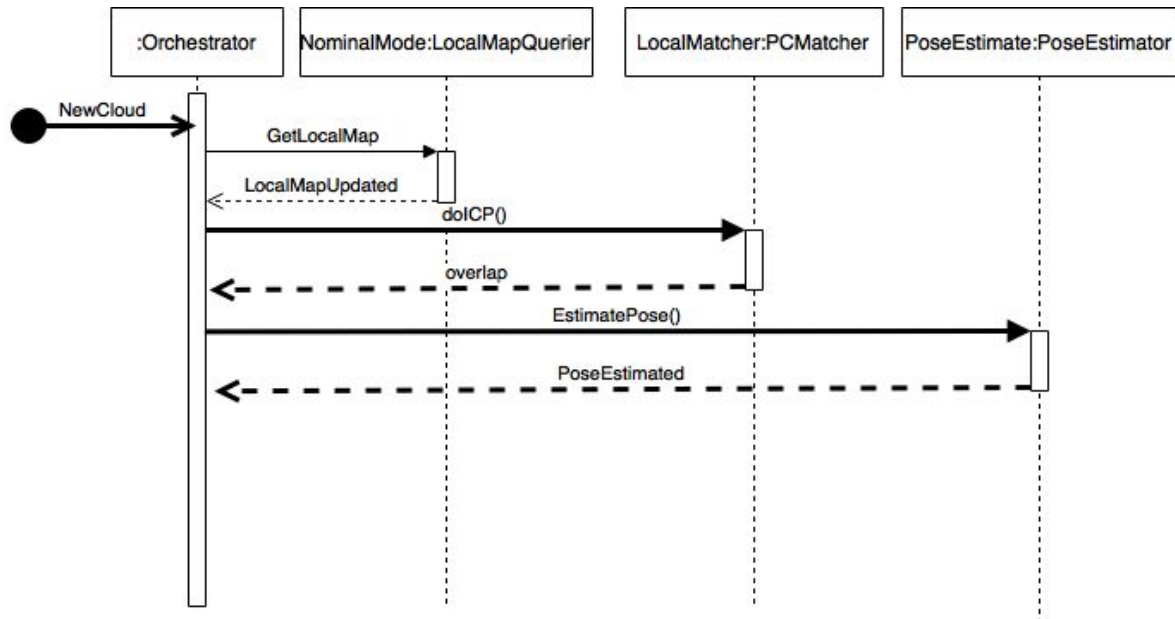 :Orchestrator
NominalMode:LocalMapQuerier
LocalMatcher:PCMatcher
PoseEstimate:PoseEstimator
NewCloud
GetLocalMap
LocalMapUpdated
doICP()
overlap
EstimatePose()
PoseEstimated